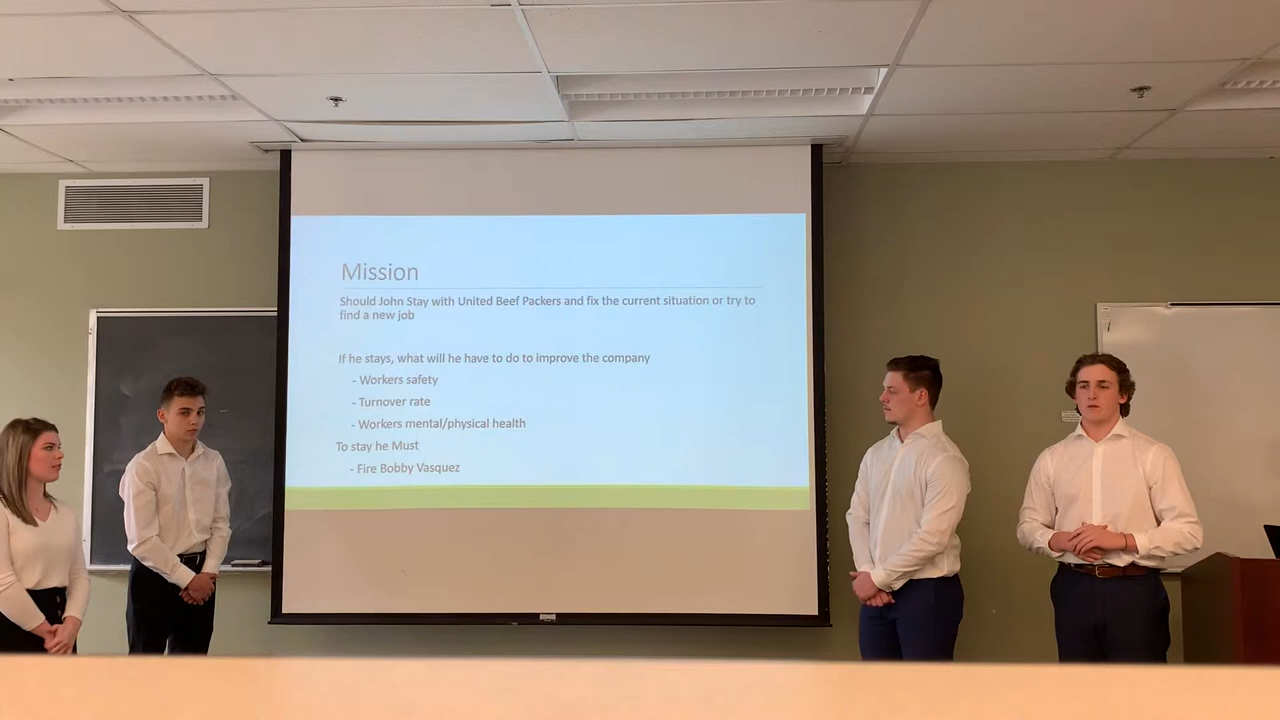 Mission
Should John Stay with United Beef Packers and fix the current situation or try to
find a new job
If he stays, what will he have to do to improve the company
- Workers safety
- Turnover rate
- Workers mental/physical health
To stay he Must
- Fire Bobby Vasquez